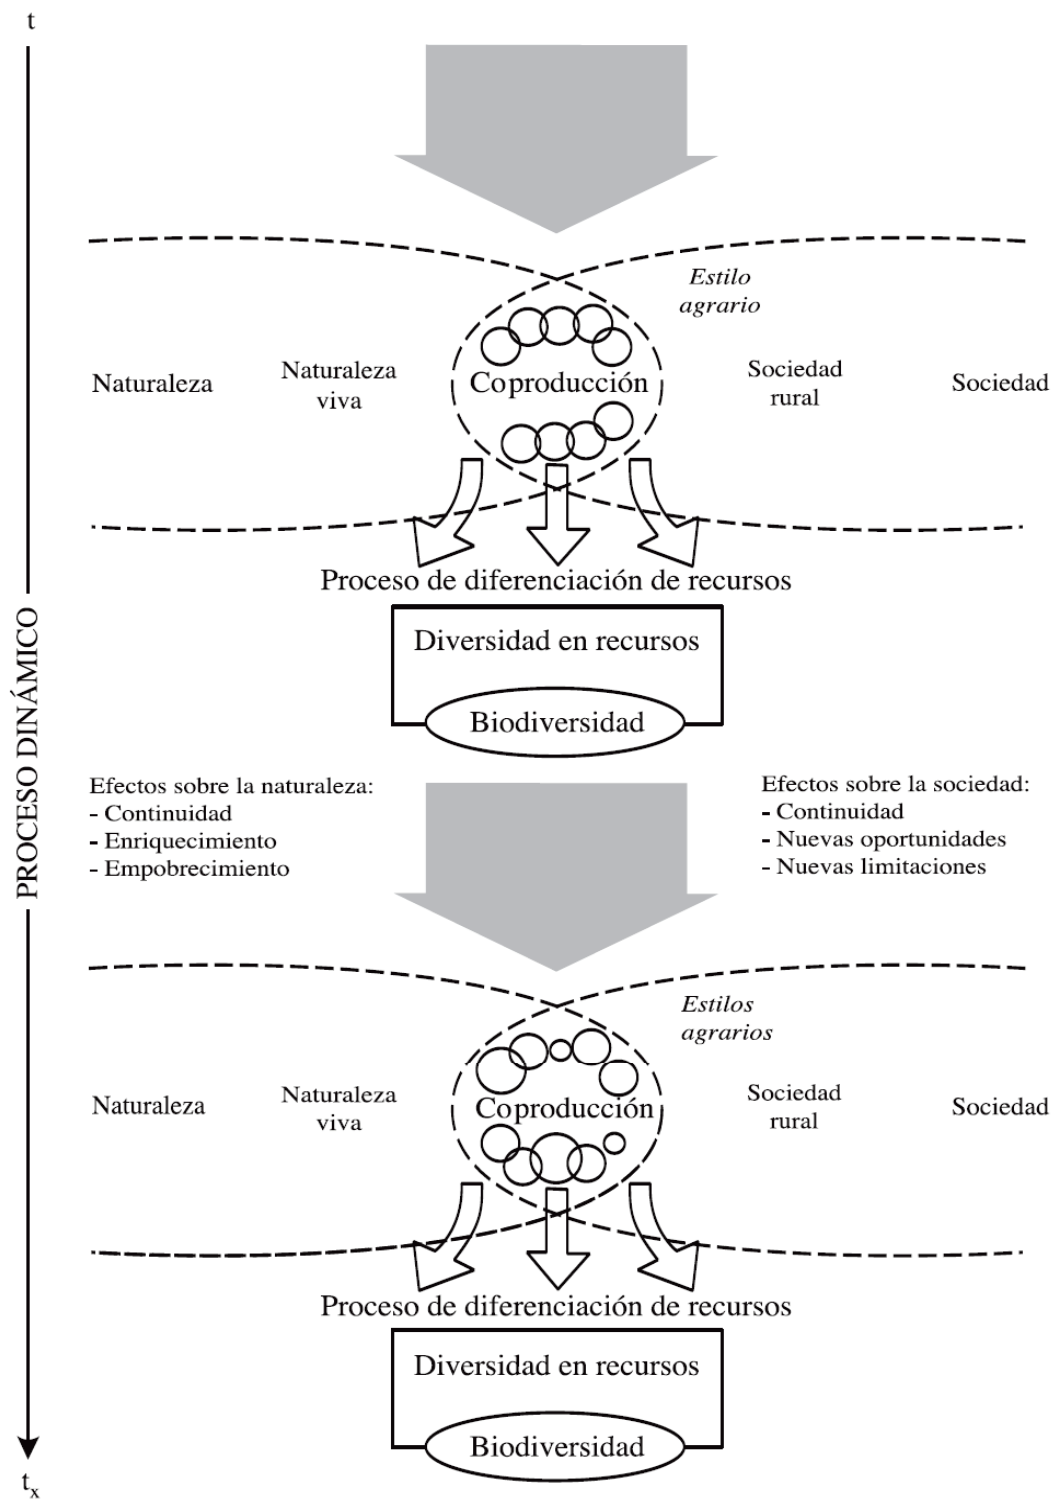 t
PROCESO DINÁMICO
Estilo
agrario
Naturaleza
Naturaleza
viva
Coproducción
Sociedad
rural
Sociedad
Proceso de diferenciación de recursos
Diversidad en recursos
Biodiversidad
Efectos sobre la naturaleza:
- Continuidad
- Enriquecimiento
- Empobrecimiento
Efectos sobre la sociedad:
- Continuidad
- Nuevas oportunidades
- Nuevas limitaciones
Estilos
agrarios
Naturaleza
Naturaleza
viva
Coproducción
Sociedad
rural
Sociedad
Proceso de diferenciación de recursos
Diversidad en recursos
Biodiversidad
tx